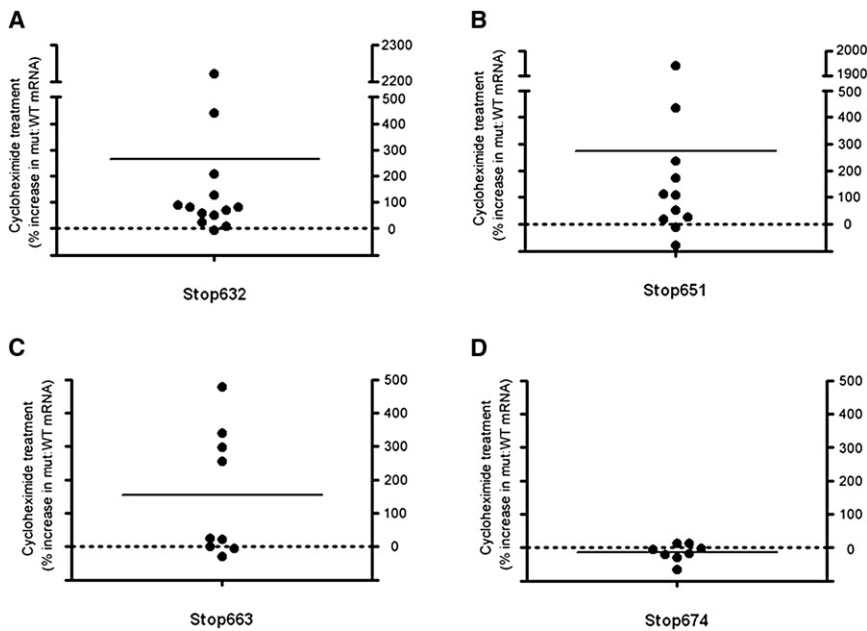 A
Cycloheximide treatment
(% increase in mut:WT mRNA)
2300
2200
500
400
300
200
100
0
Stop632
B
Cycloheximide treatment
(% increase in mut:WT mRNA)
2000
1900
500
400
300
200
100
0
Stop651
C
Cycloheximide treatment
(% increase in mut:WT mRNA)
500
400
300
200
100
0
Stop663
D
Cycloheximide treatment
(% increase in mut:WT mRNA)
500
400
300
200
100
0
Stop674